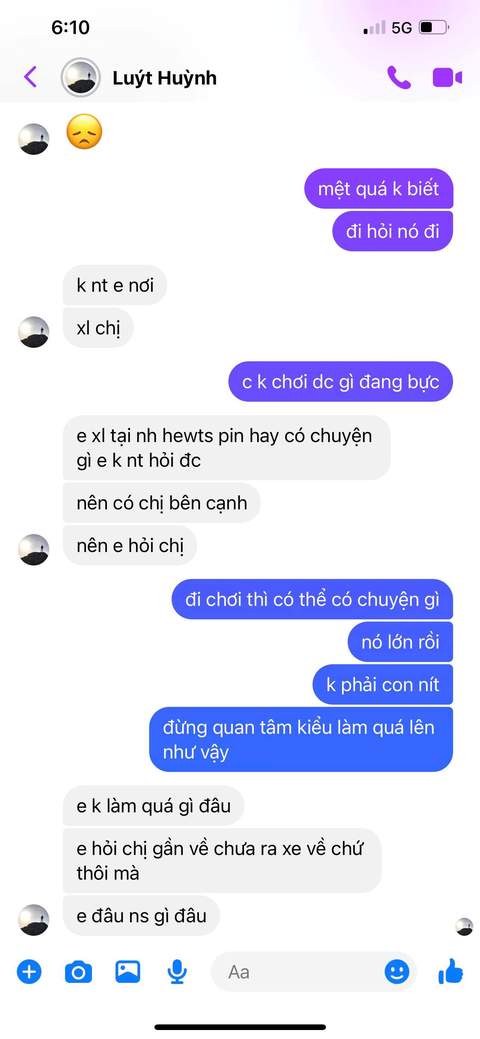 6:10
5G
Luýt Huỳnh
mệt quá k biết
đi hỏi nó đi
k nt e nơi
xl chị
c k chơi dc gì đang bực
e xl tại nh hewts pin hay có chuyện
gì e k nt hỏi đc
nên có chị bên cạnh
nên e hỏi chị
đi chơi thì có thể có chuyện gì
nó lớn rồi
k phải con nít
đừng quan tâm kiểu làm quá lên
như vậy
e k làm quá gì đâu
e hỏi chị gần về chưa ra xe về chứ
thôi mà
e đâu ns gì đâu
Aa